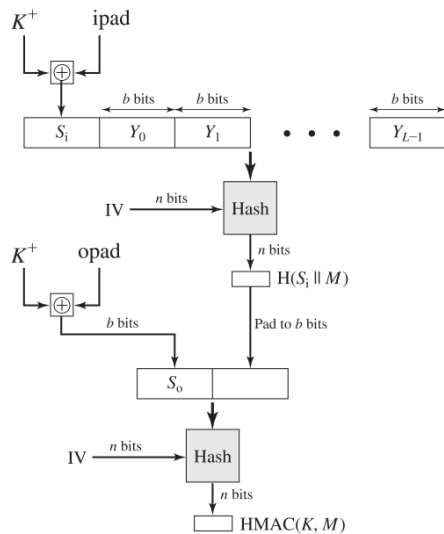 K⁺ ipad
⊕
b bits b bits b bits
Sᵢ Y₀ Y₁ • • • Y_{L−1}
n bits
IV Hash
n bits
K⁺ opad
H(Sᵢ || M)
⊕
b bits Pad to b bits
Sₒ
n bits
IV Hash
n bits
HMAC(K, M)